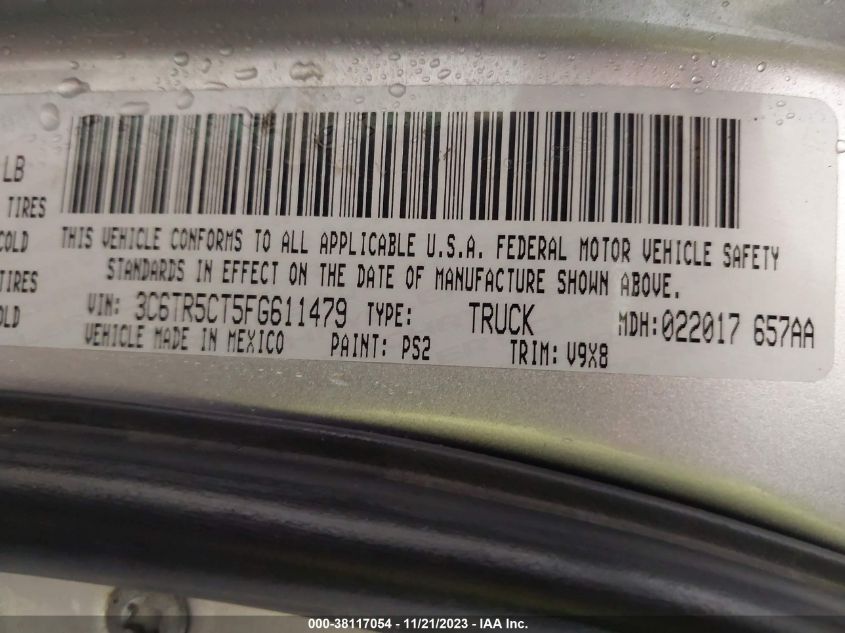 LB
TIRES
COLD
TIRES
OLD
THIS VEHICLE CONFORMS TO ALL APPLICABLE U.S.A. FEDERAL MOTOR VEHICLE SAFETY
STANDARDS IN EFFECT ON THE DATE OF MANUFACTURE SHOWN ABOVE.
VIN: 3C6TR5CT5FG611479 TYPE: TRUCK MDH:022017 657AA
VEHICLE MADE IN MEXICO PAINT: PS2 TRIM: V9X8
000-38117054 - 11/21/2023 - IAA Inc.